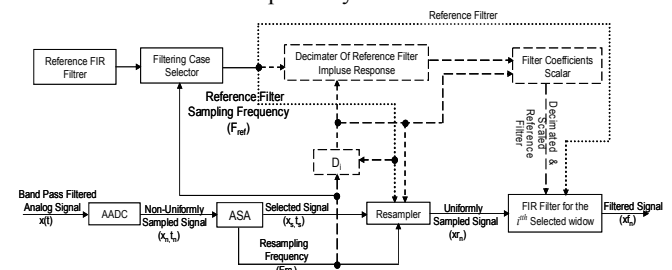 Reference Filtrer
Reference FIR
Filtrer
Filtering Case
Selector
Decimater Of Reference Filter
Impluse Response
Filter Coefficients
Scalar
Reference Filter
Sampling Frequency
(Fref)
Decimated &
Scaled
Reference
Filtrer
Di
Band Pass Filtered
Analog Signal
x(t)
AADC
Non-Uniformly
Sampled Signal
(xn,tn)
ASA
Selected Signal
(xs,ts)
Resampler
Uniformly
Sampled Signal
(xrn)
FIR Filter for the
ith Selected widow
Filtered Signal
(xfn)
Resampling
Frequency